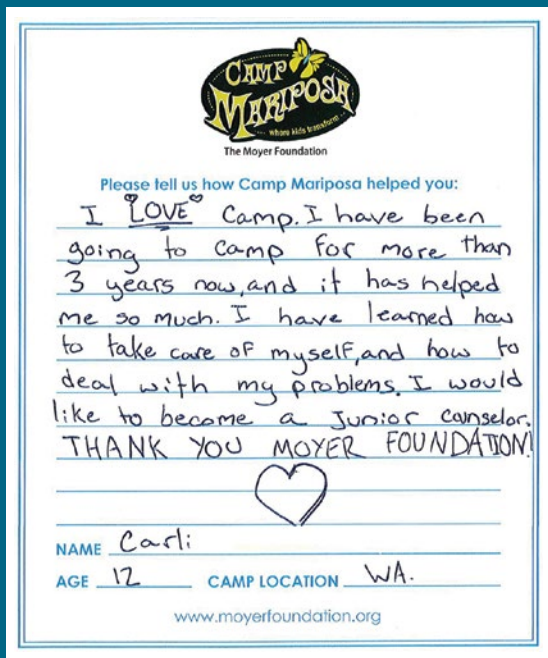 CAMP
MARIPOSA
where kids transform
The Moyer Foundation
Please tell us how Camp Mariposa helped you:
I LOVE Camp. I have been
going to camp for more than
3 years now, and it has helped
me so much. I have learned how
to take care of myself, and how to
deal with my problems. I would
like to become a Junior counselor.
THANK YOU MOYER FOUNDATION!
NAME Carli
AGE 12 CAMP LOCATION WA.
www.moyerfoundation.org